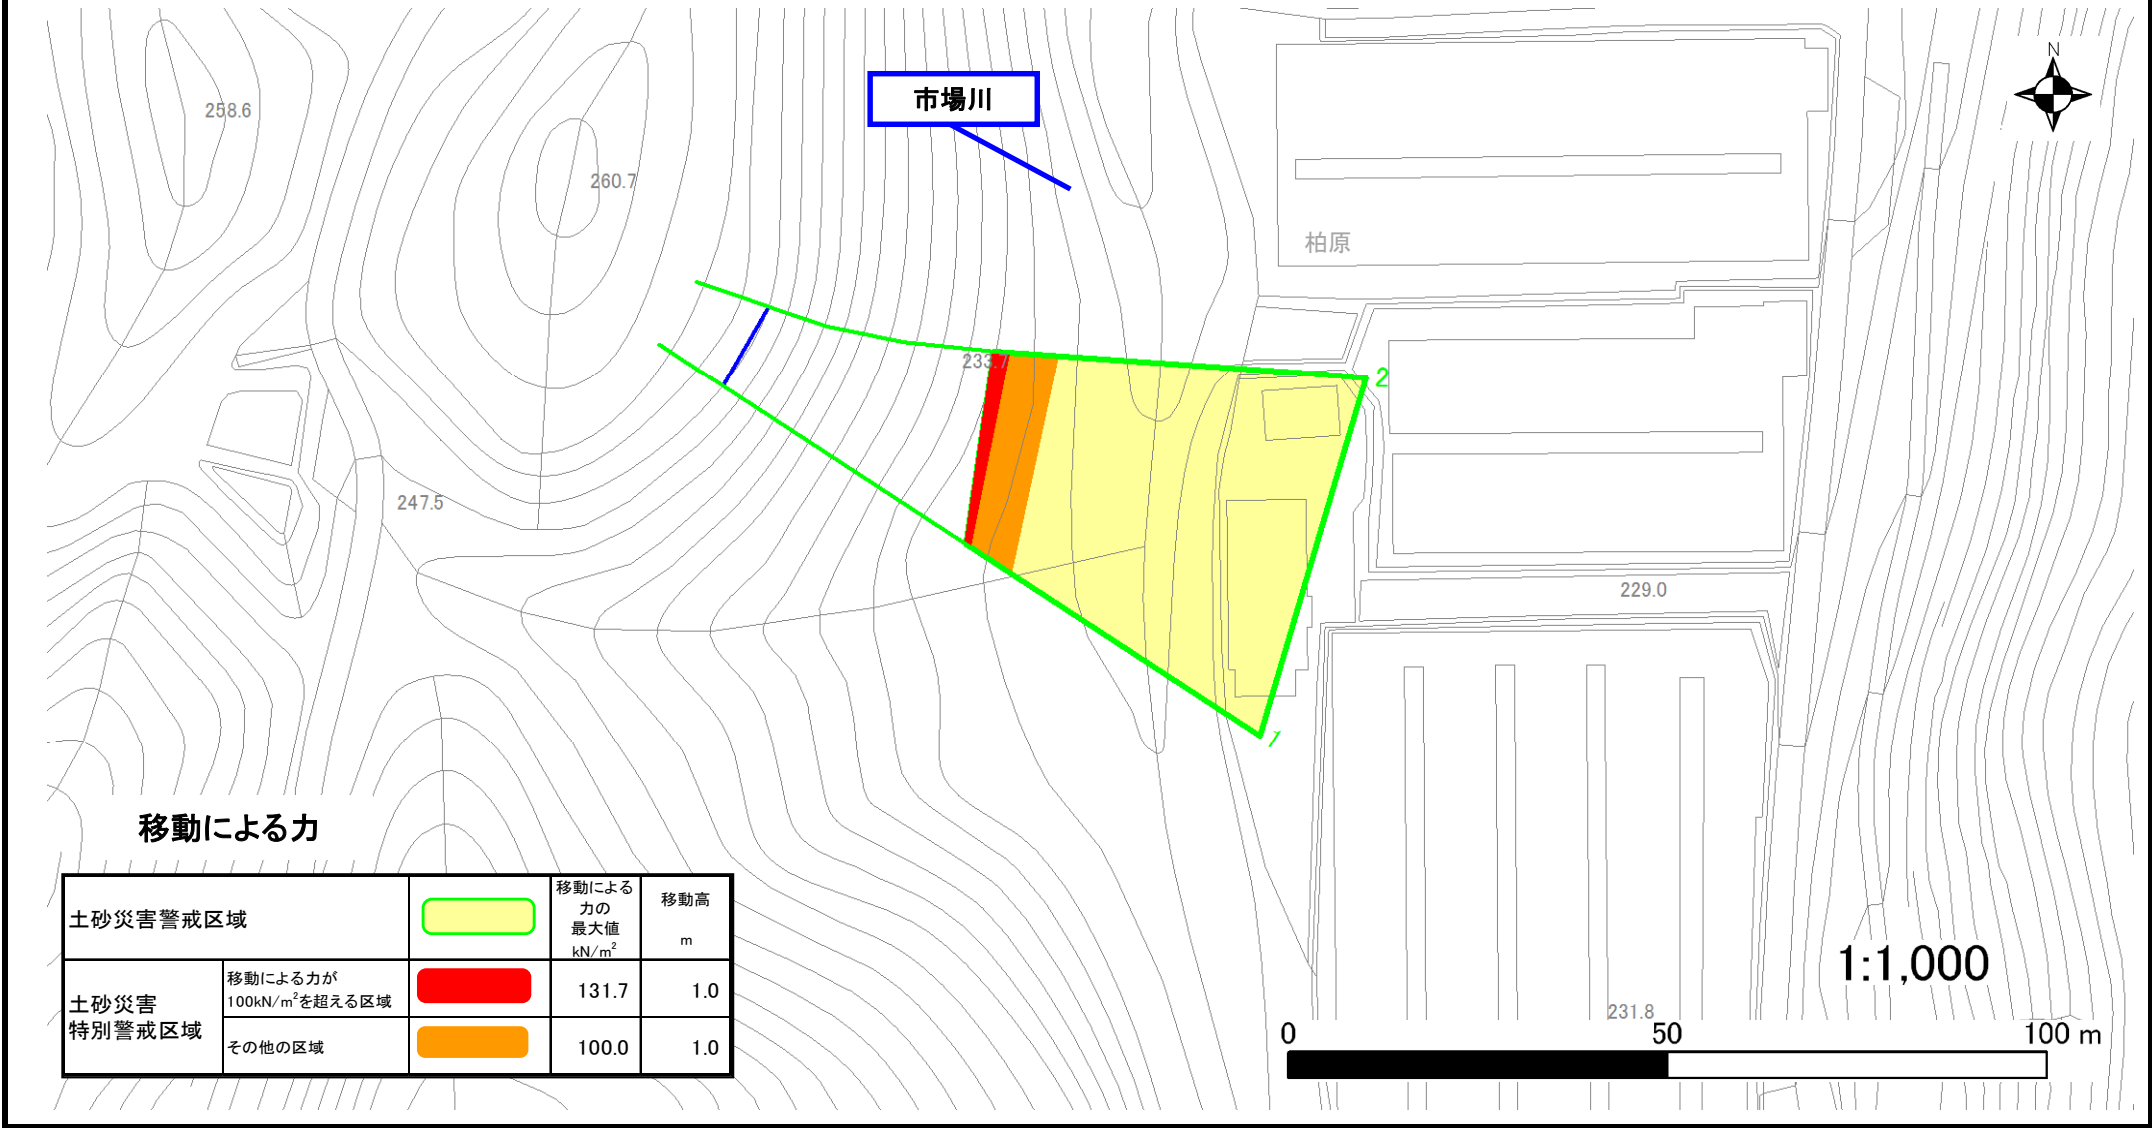 N
258.6
市場川
260.7
柏原
233.7
2
247.5
229.0
1
移動による力
土砂災害警戒区域
移動による
力の
最大値
kN/m²
移動高
m
土砂災害
特別警戒区域
移動による力が
100kN/m²を超える区域
131.7
1.0
その他の区域
100.0
1.0
1:1,000
231.8
0
50
100 m